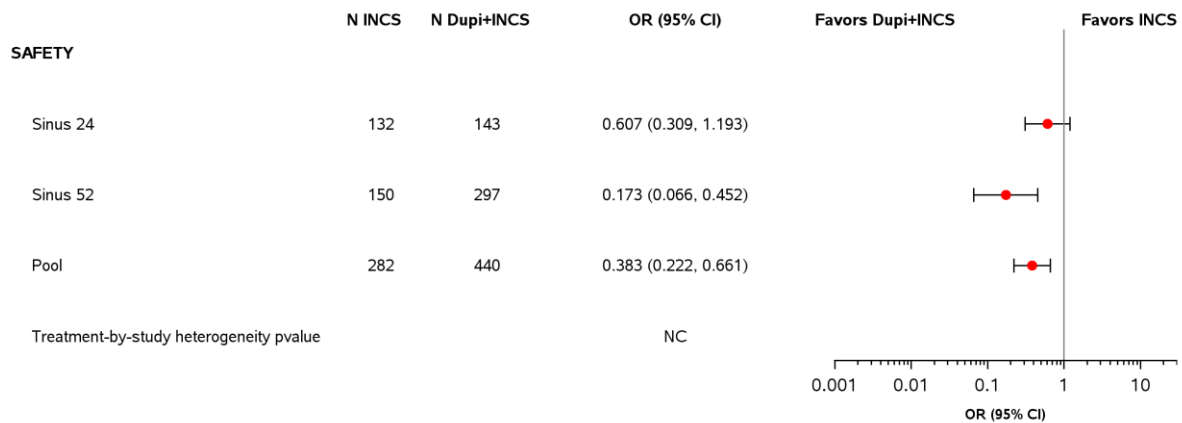 N INCS N Dupi+INCS OR (95% CI) Favors Dupi+INCS Favors INCS
SAFETY
Sinus 24 132 143 0.607 (0.309, 1.193)
Sinus 52 150 297 0.173 (0.066, 0.452)
Pool 282 440 0.383 (0.222, 0.661)
Treatment-by-study heterogeneity pvalue NC
0.001 0.01 0.1 1 10
OR (95% CI)